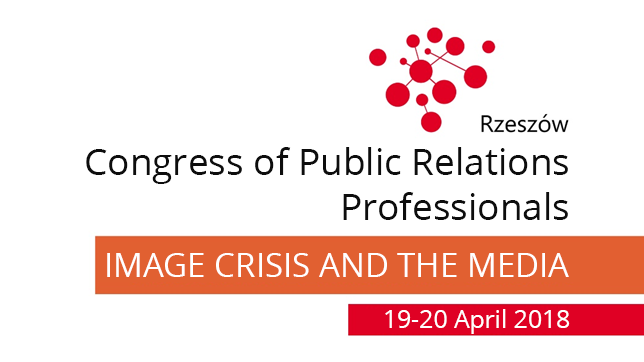 Rzeszów
Congress of Public Relations
Professionals
IMAGE CRISIS AND THE MEDIA
19-20 April 2018